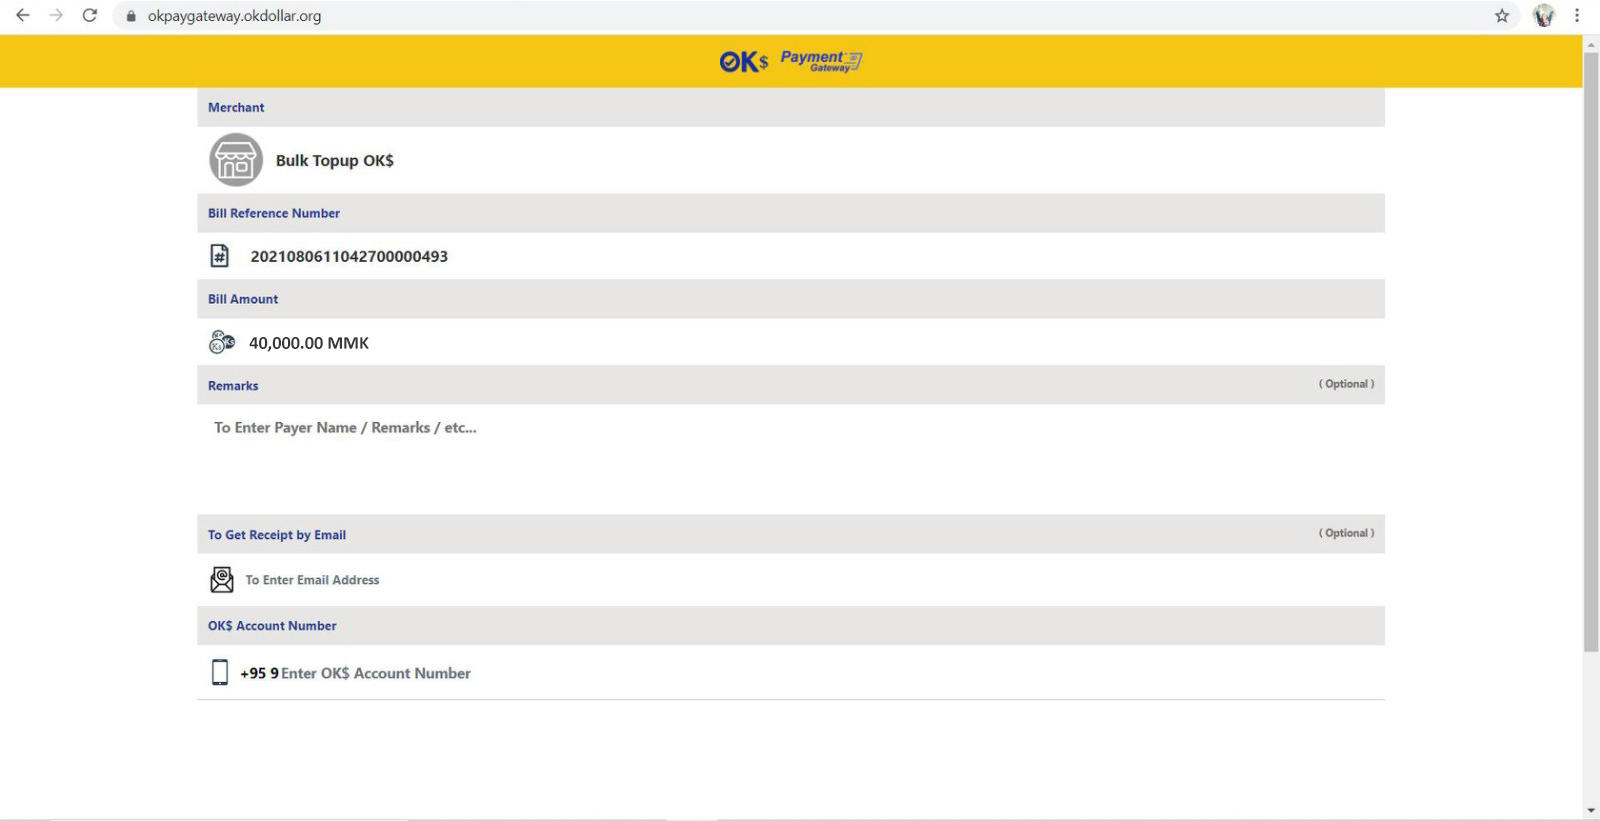 okpaygateway.okdollar.org
OK$ Payment Gateway
Merchant
Bulk Topup OK$
Bill Reference Number
# 2021080611042700000493
Bill Amount
40,000.00 MMK
Remarks ( Optional )
To Enter Payer Name / Remarks / etc...
To Get Receipt by Email ( Optional )
@ To Enter Email Address
OK$ Account Number
+95 9 Enter OK$ Account Number